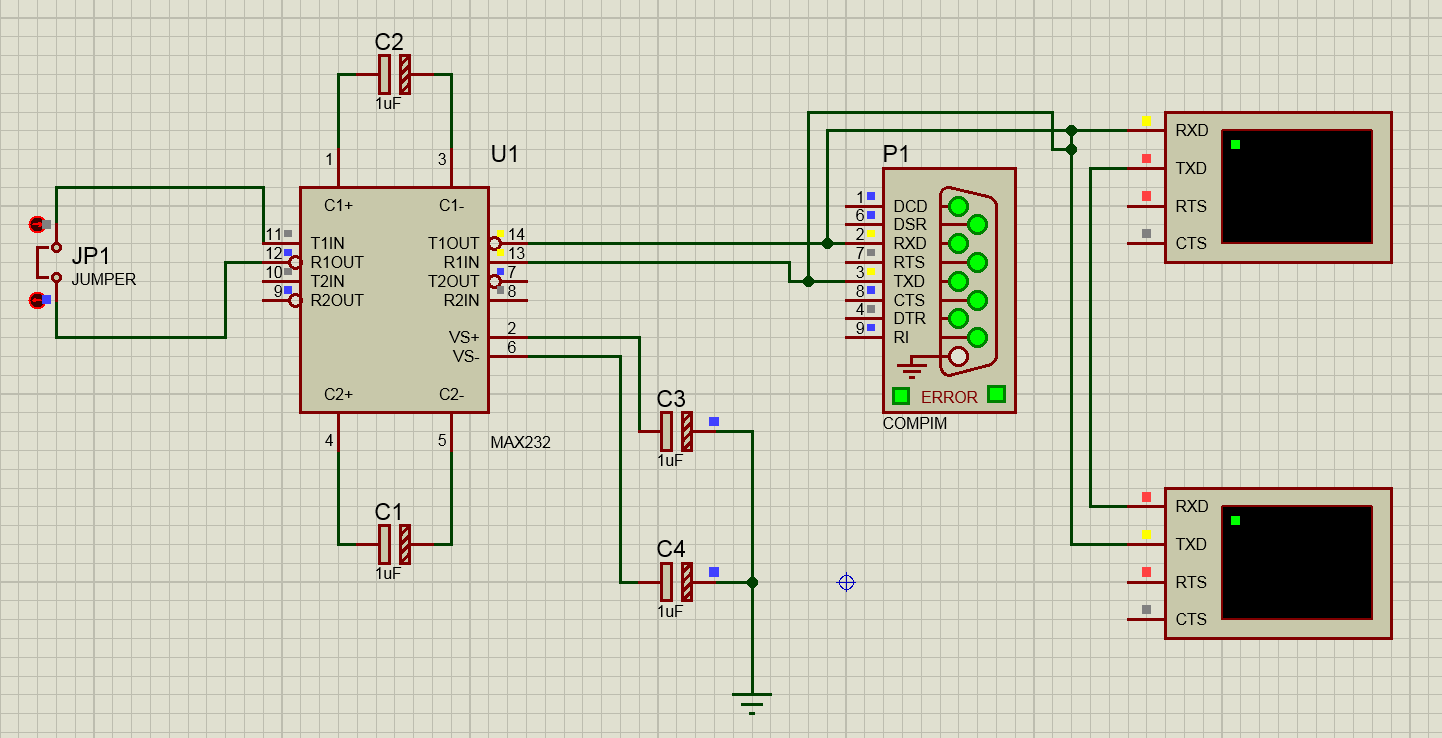 C2
1uF
1
3
U1
C1+
C1-
11
T1IN
T1OUT
14
12
R1OUT
R1IN
13
10
T2IN
T2OUT
7
9
R2OUT
R2IN
8
VS+
2
VS-
6
C2+
C2-
4
5
MAX232
JP1
JUMPER
C1
1uF
C3
1uF
C4
1uF
P1
1
DCD
6
DSR
2
RXD
7
RTS
3
TXD
8
CTS
4
DTR
9
RI
ERROR
COMPIM
RXD
TXD
RTS
CTS
RXD
TXD
RTS
CTS